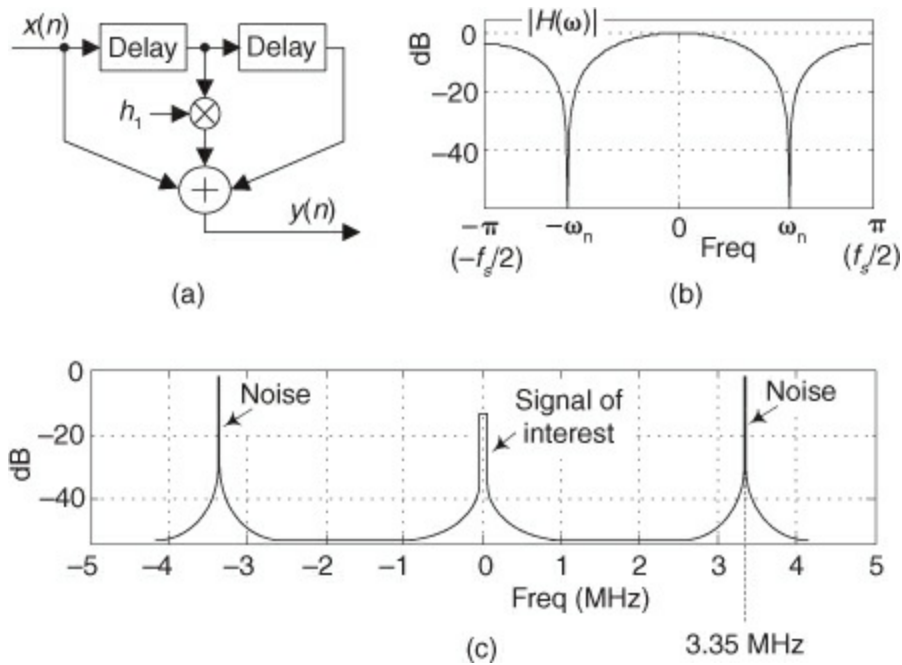 x(n)
Delay
Delay
h₁
+
y(n)
(a)
|H(ω)|
dB
0
−20
−40
−π
−ωₙ
0
ωₙ
π
(−fₛ/2)
Freq
(fₛ/2)
(b)
dB
0
−20
−40
Noise
Signal of
interest
Noise
−5 −4 −3 −2 −1 0 1 2 3 4 5
Freq (MHz)
3.35 MHz
(c)